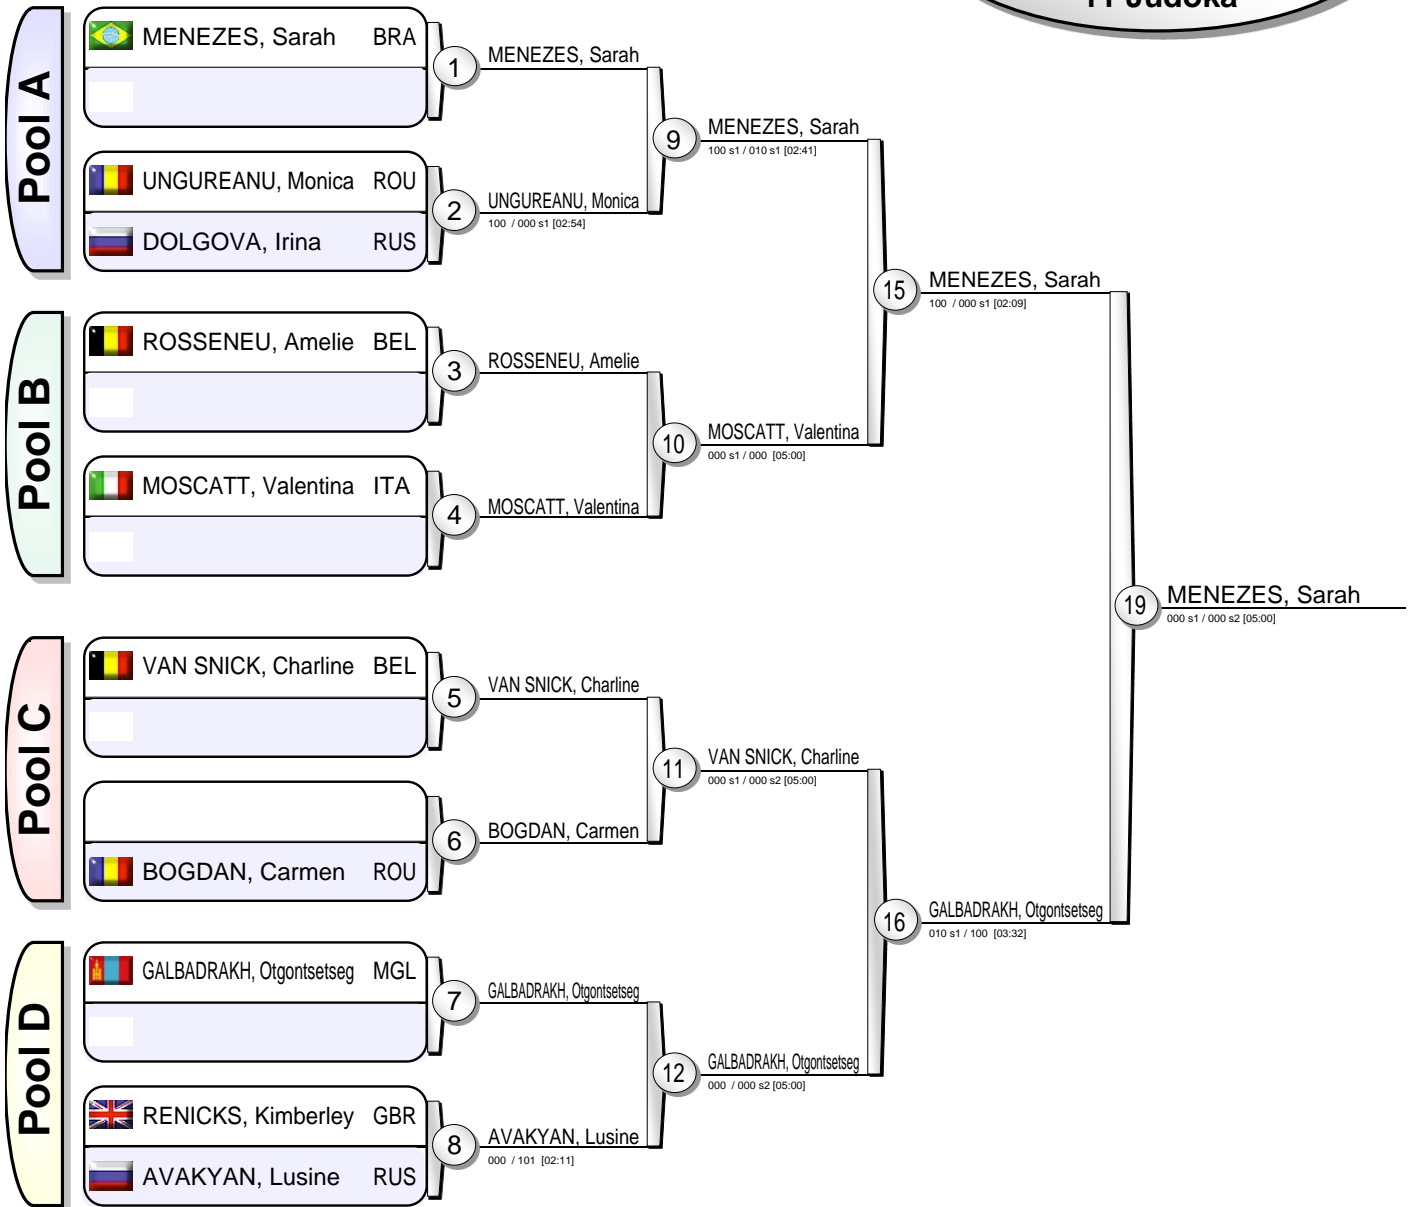 11 Judoka
Pool A
MENEZES, Sarah BRA
UNGUREANU, Monica ROU
DOLGOVA, Irina RUS
1
MENEZES, Sarah
2
UNGUREANU, Monica
100 / 000 s1 [02:54]
9
MENEZES, Sarah
100 s1 / 010 s1 [02:41]
Pool B
ROSSENEU, Amelie BEL
MOSCATT, Valentina ITA
3
ROSSENEU, Amelie
4
MOSCATT, Valentina
10
MOSCATT, Valentina
000 s1 / 000 [05:00]
15
MENEZES, Sarah
100 / 000 s1 [02:09]
Pool C
VAN SNICK, Charline BEL
BOGDAN, Carmen ROU
5
VAN SNICK, Charline
6
BOGDAN, Carmen
11
VAN SNICK, Charline
000 s1 / 000 s2 [05:00]
Pool D
GALBADRAKH, Otgontsetseg MGL
RENICKS, Kimberley GBR
AVAKYAN, Lusine RUS
7
GALBADRAKH, Otgontsetseg
8
AVAKYAN, Lusine
000 / 101 [02:11]
12
GALBADRAKH, Otgontsetseg
000 / 000 s2 [05:00]
16
GALBADRAKH, Otgontsetseg
010 s1 / 100 [03:32]
19
MENEZES, Sarah
000 s1 / 000 s2 [05:00]